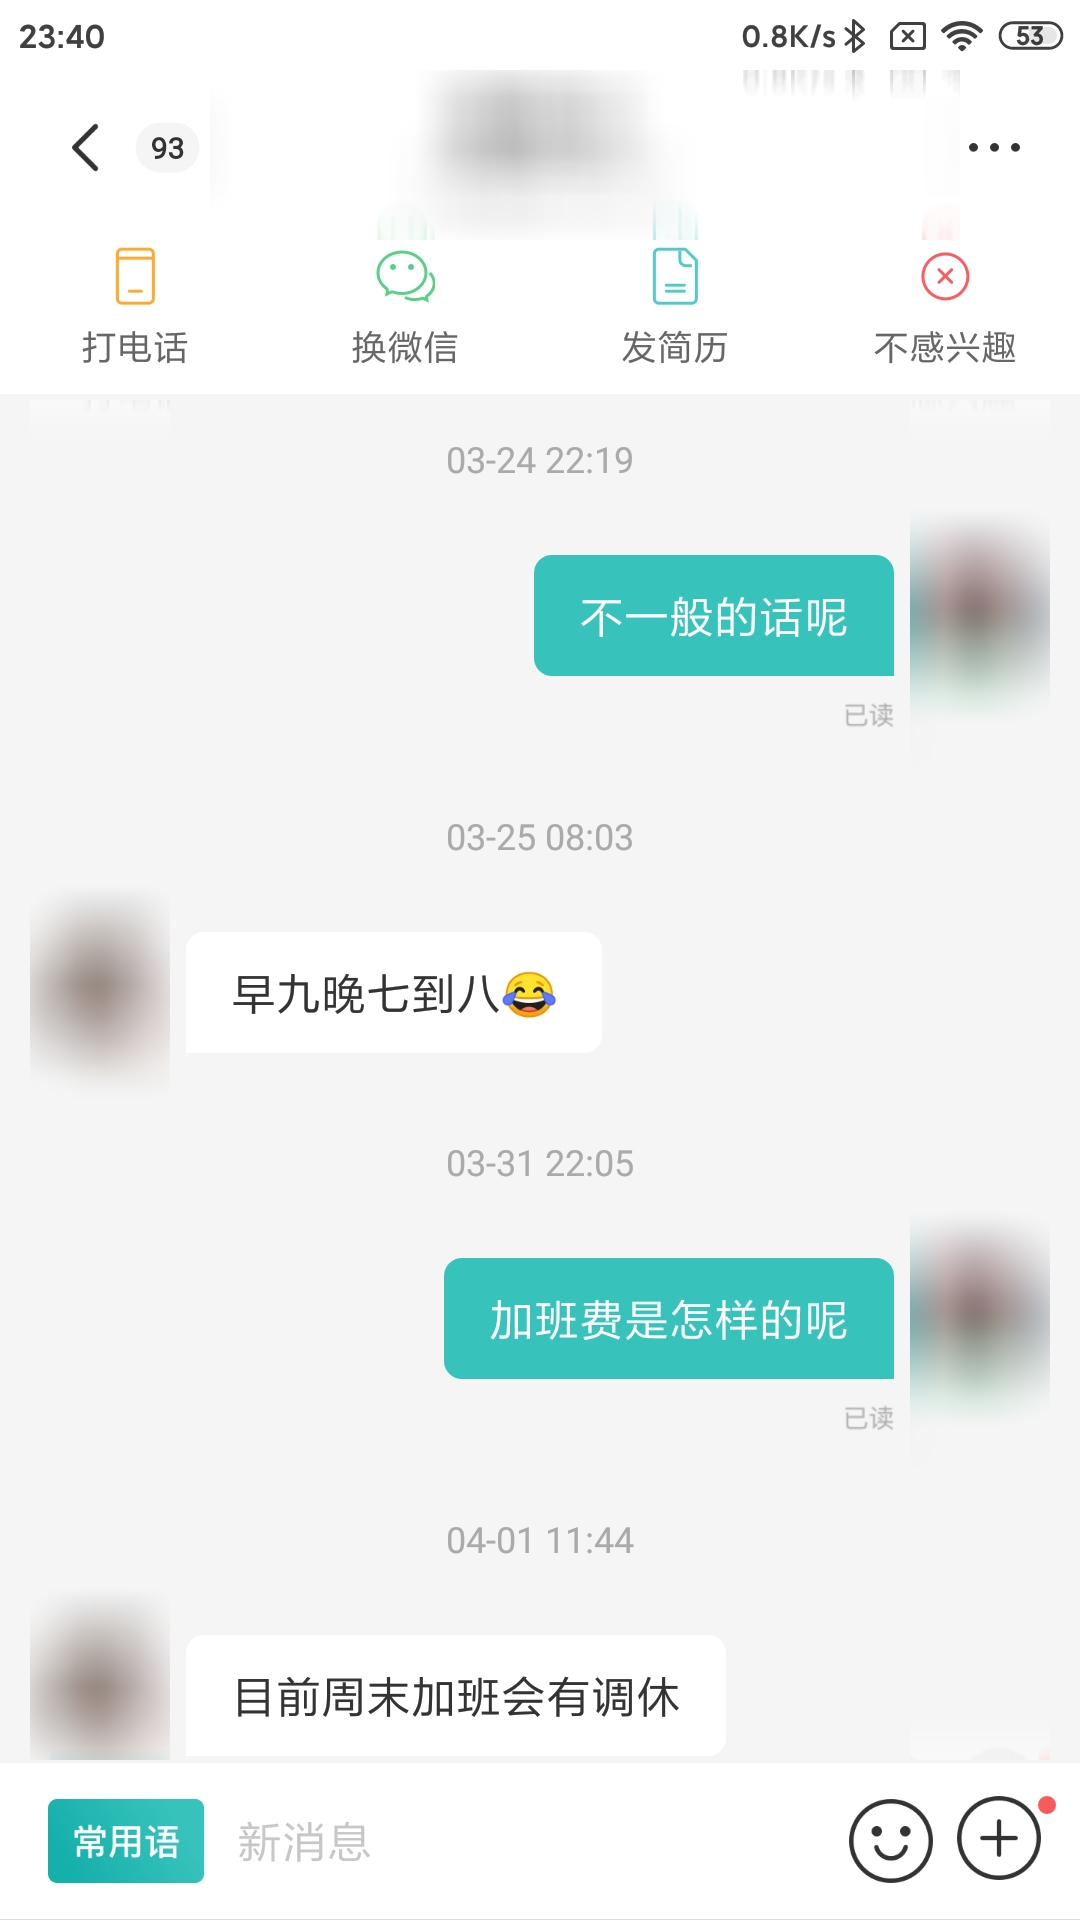 23:40 0.8K/s 53
93
打电话 换微信 发简历 不感兴趣
03-24 22:19
不一般的话呢
已读
03-25 08:03
早九晚七到八😂
03-31 22:05
加班费是怎样的呢
已读
04-01 11:44
目前周末加班会有调休
常用语 新消息